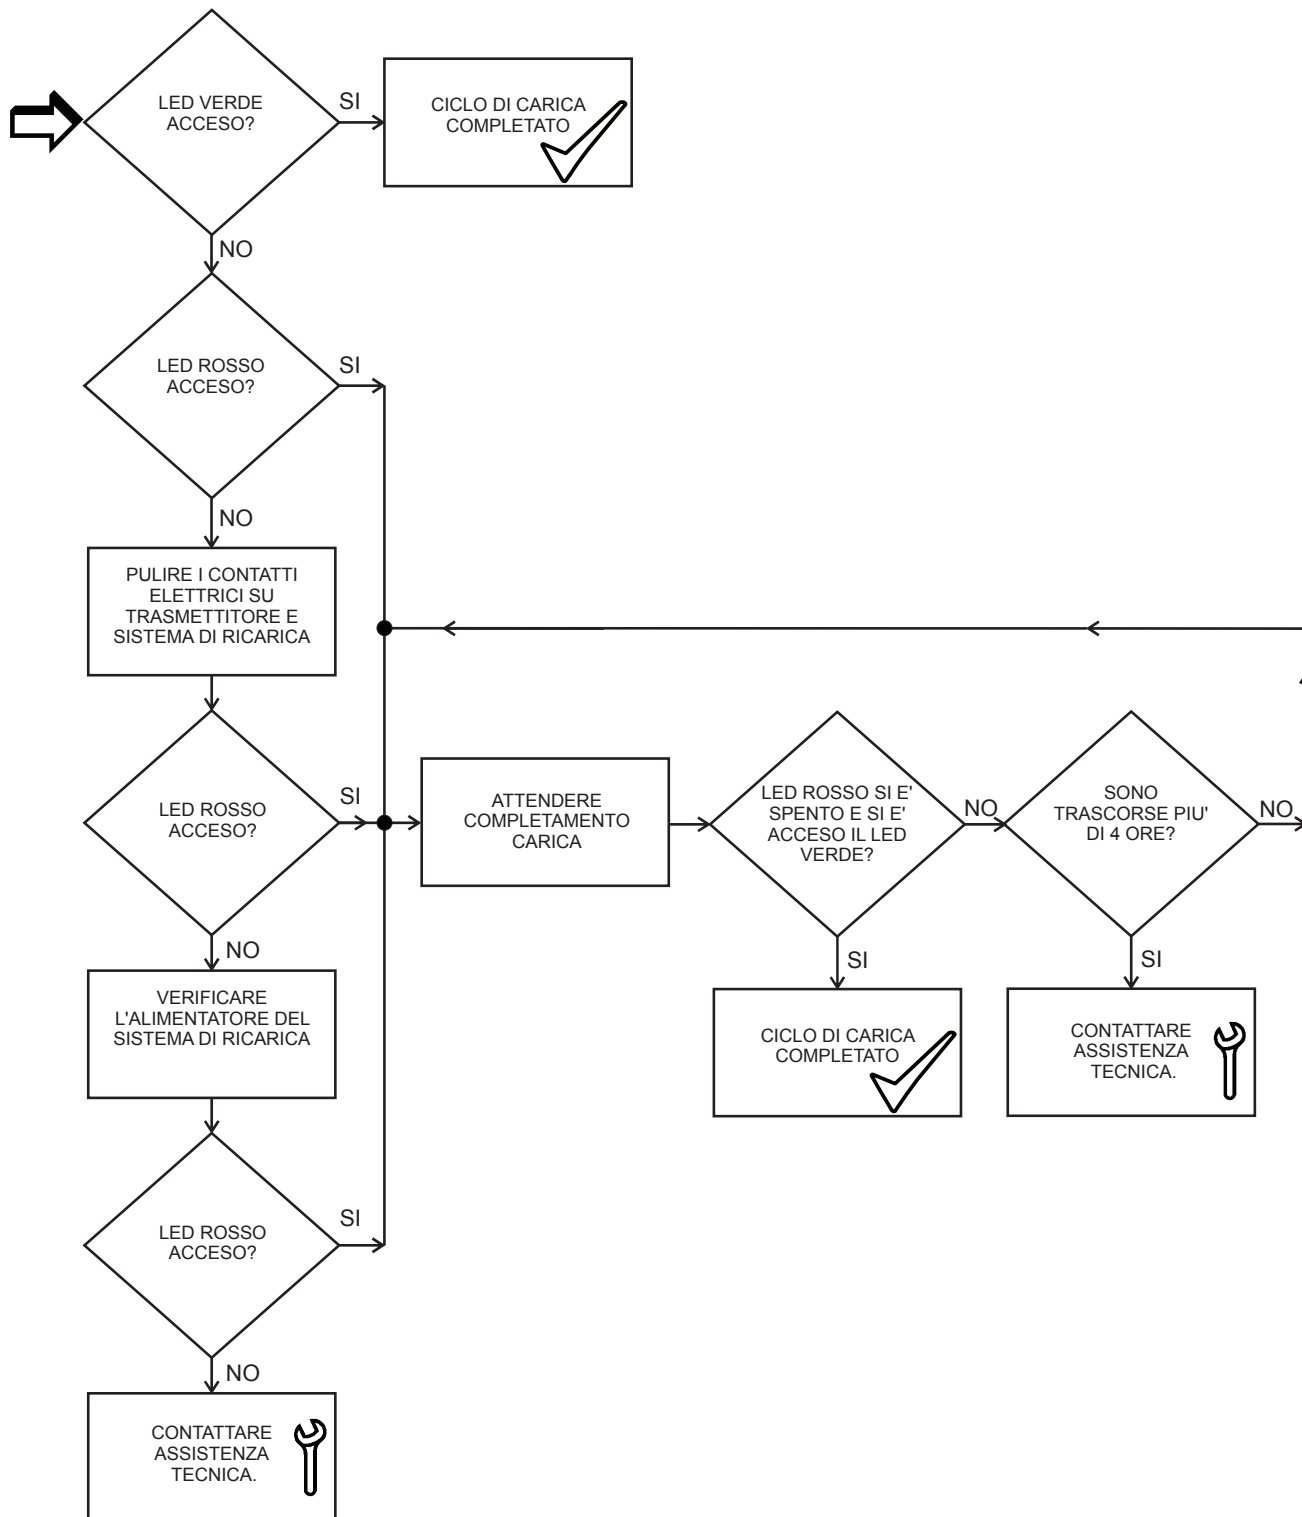 LED VERDE
ACCESO?
SI
CICLO DI CARICA
COMPLETATO
NO
LED ROSSO
ACCESO?
SI
NO
PULIRE I CONTATTI
ELETTRICI SU
TRASMETTITORE E
SISTEMA DI RICARICA
LED ROSSO
ACCESO?
SI
ATTENDERE
COMPLETAMENTO
CARICA
LED ROSSO SI E'
SPENTO E SI E'
ACCESO IL LED
VERDE?
NO
SONO
TRASCORSE PIU'
DI 4 ORE?
NO
NO
SI
SI
VERIFICARE
L'ALIMENTATORE DEL
SISTEMA DI RICARICA
CICLO DI CARICA
COMPLETATO
CONTATTARE
ASSISTENZA
TECNICA.
LED ROSSO
ACCESO?
SI
NO
CONTATTARE
ASSISTENZA
TECNICA.